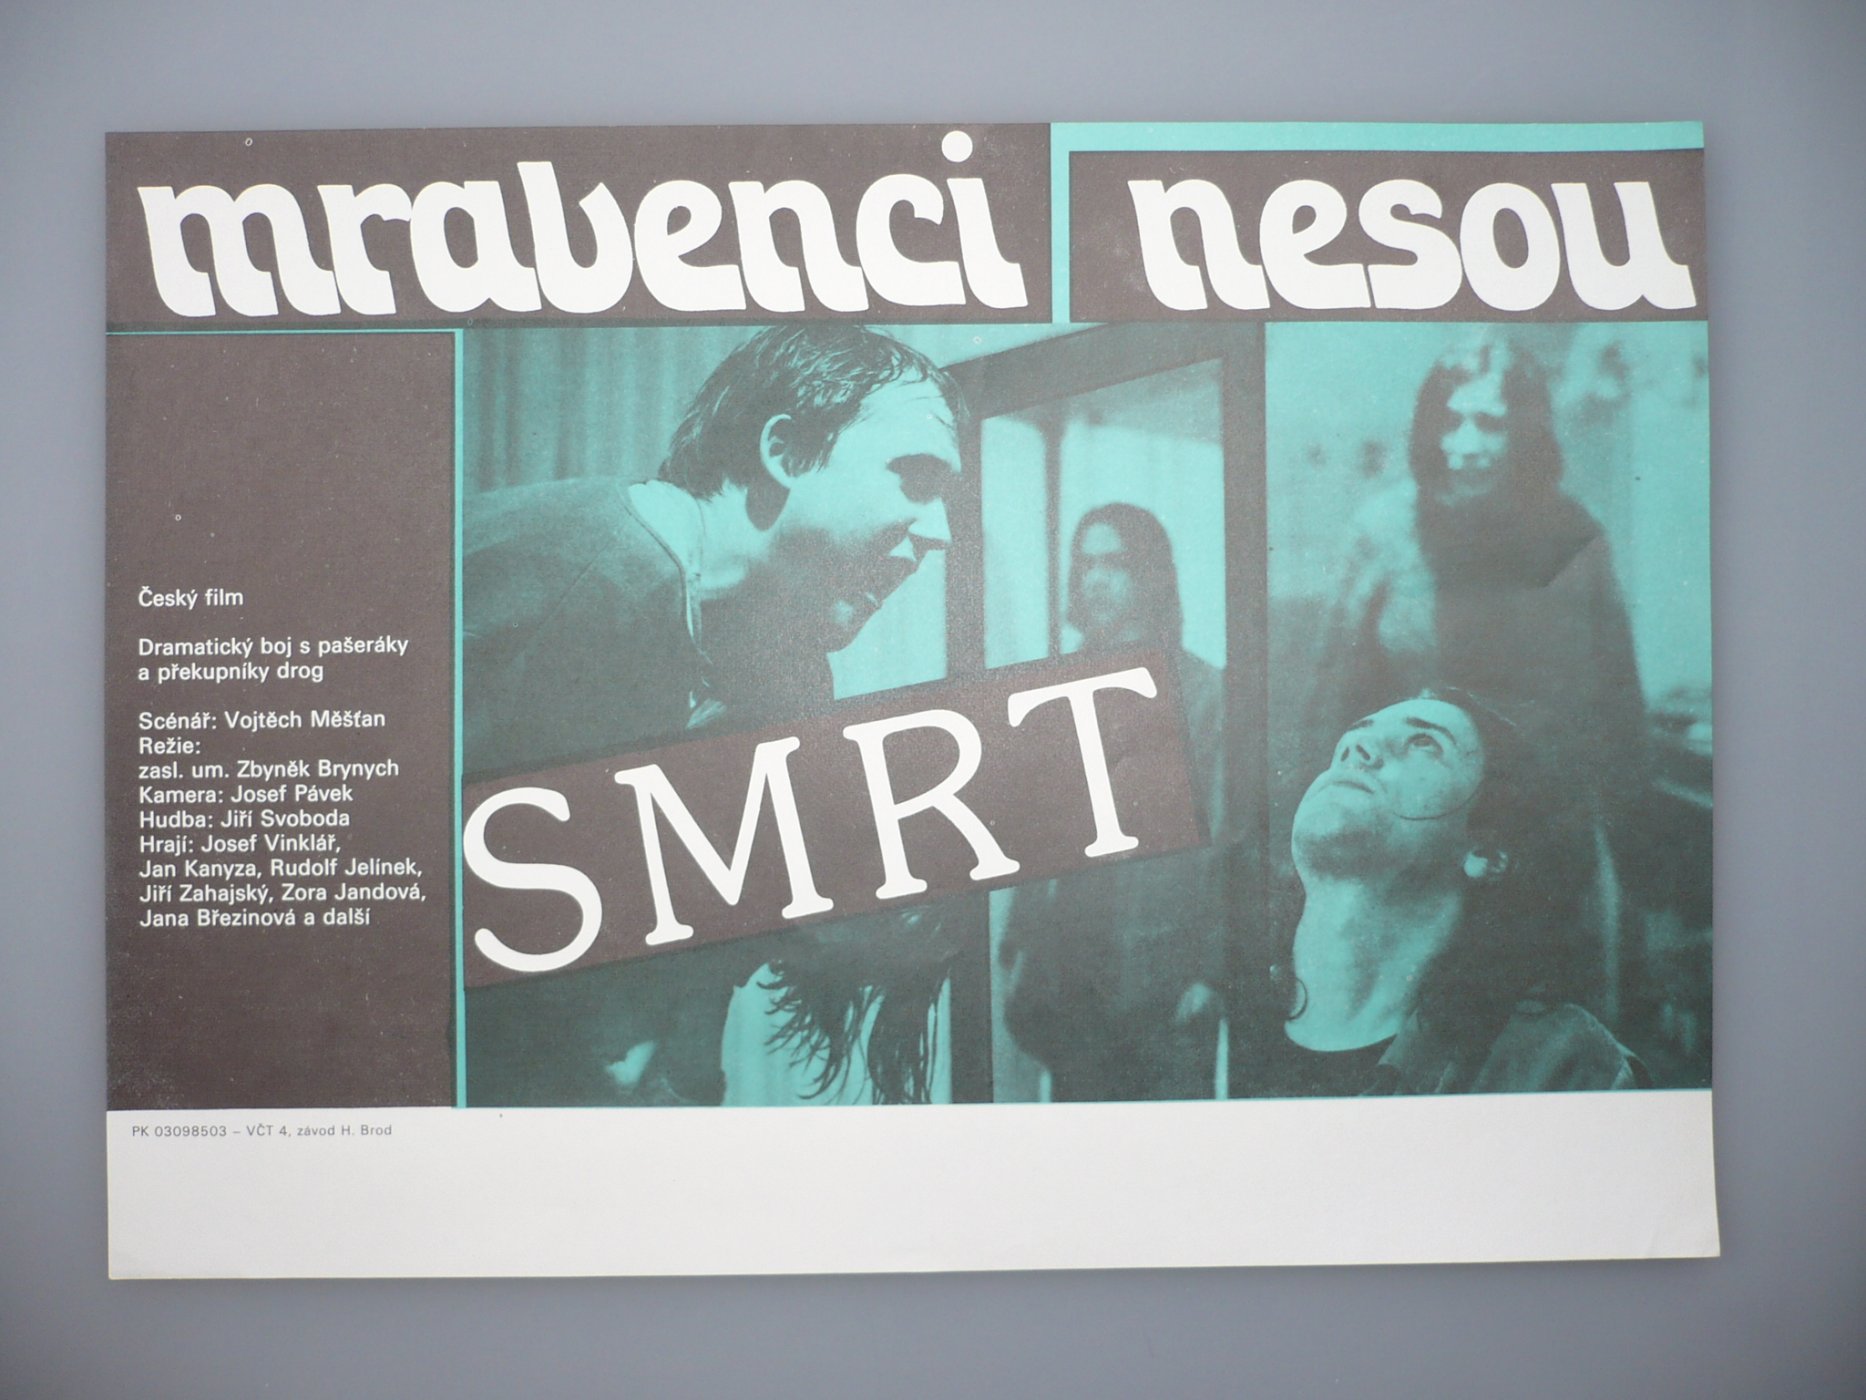 mravenci nesou
SMRT
Český film
Dramatický boj s pašeráky
a překupníky drog
Scénář: Vojtěch Měšťan
Režie:
zasl. um. Zbyněk Brynych
Kamera: Josef Pávek
Hudba: Jiří Svoboda
Hrají: Josef Vinklář,
Jan Kanyza, Rudolf Jelínek,
Jiří Zahajský, Zora Jandová,
Jana Březinová a další
PK 03098503 – VČT 4, závod H. Brod